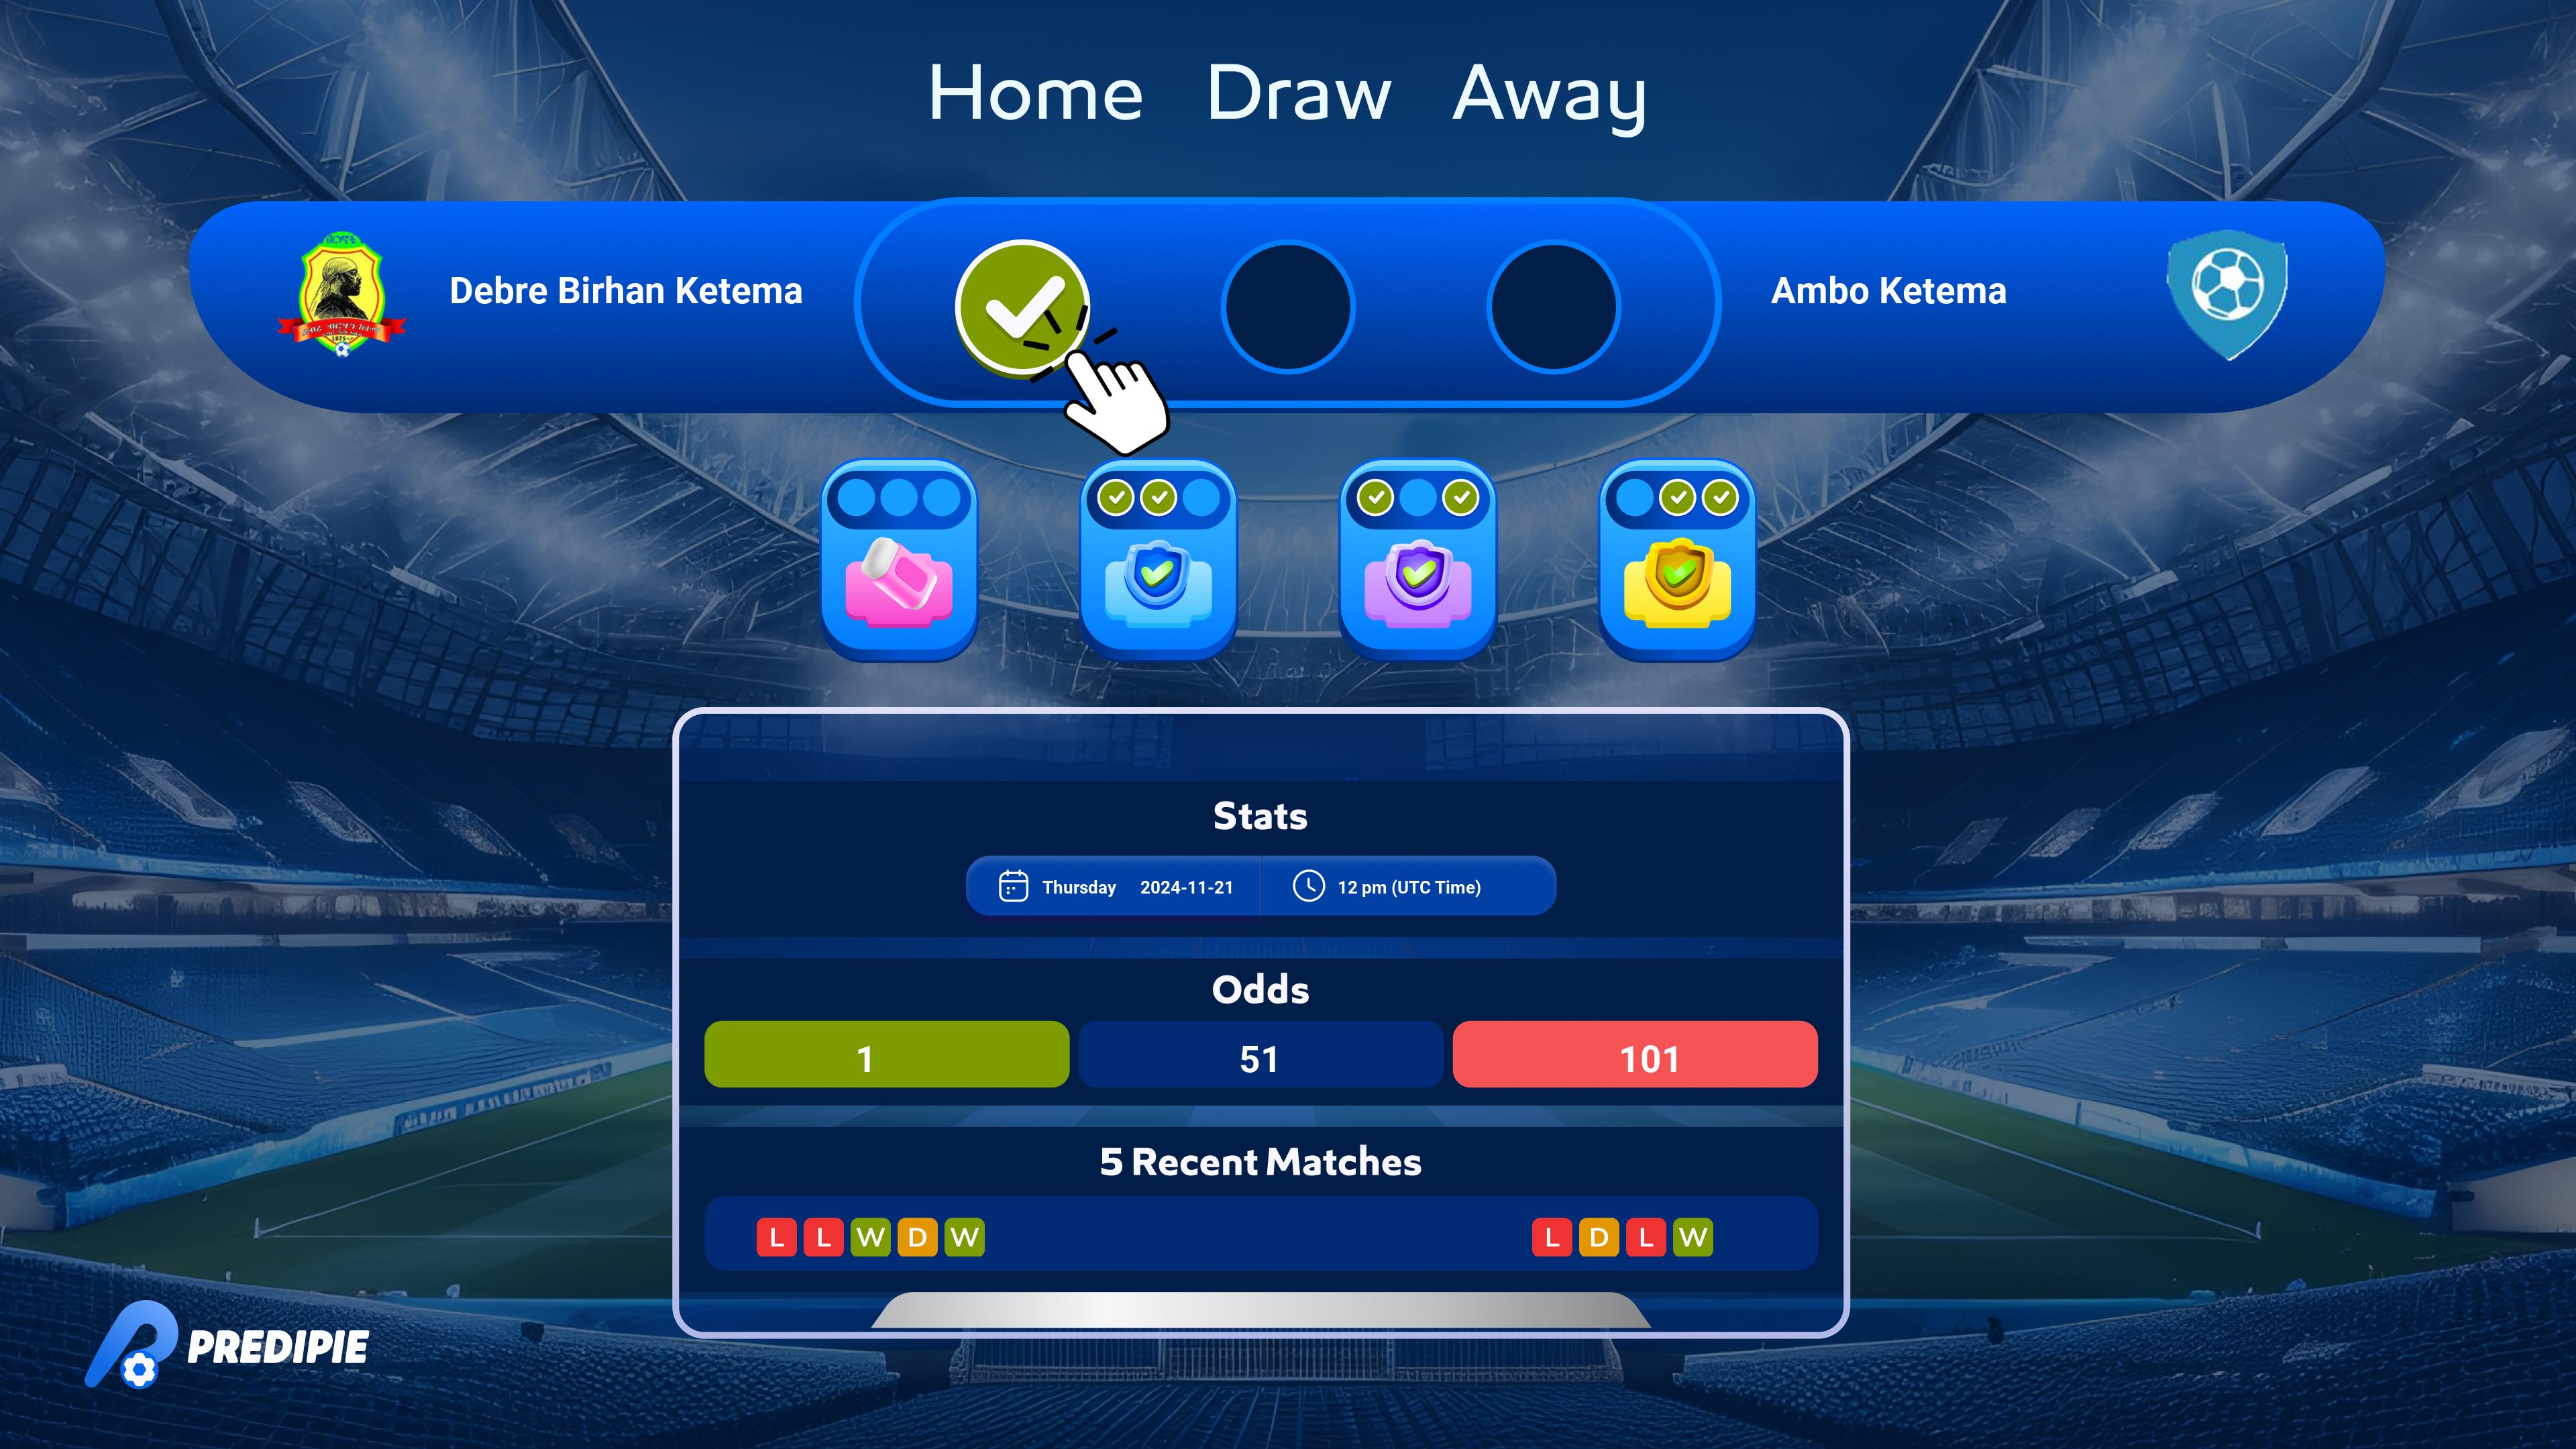 Home Draw Away
Debre Birhan Ketema
Ambo Ketema
1975
Stats
Thursday 2024-11-21 12 pm (UTC Time)
Odds
1 51 101
5 Recent Matches
L L W D W L D L W
PREDIPIE